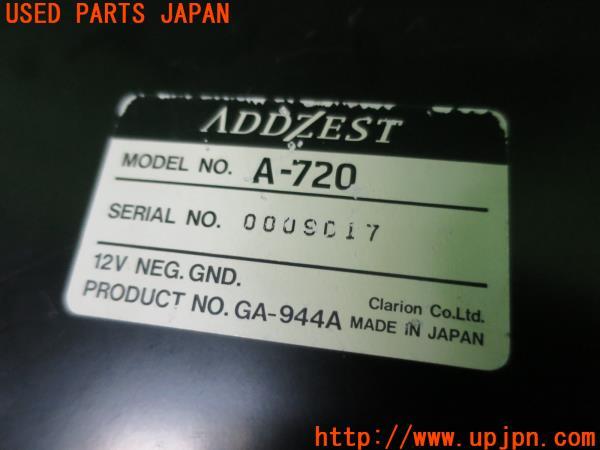 USED PARTS JAPAN
ADDZEST
MODEL NO. A-720
SERIAL NO. 0009017
12V NEG. GND.
PRODUCT NO. GA-944A
Clarion Co.Ltd.
MADE IN JAPAN
http://www.upjpn.com/